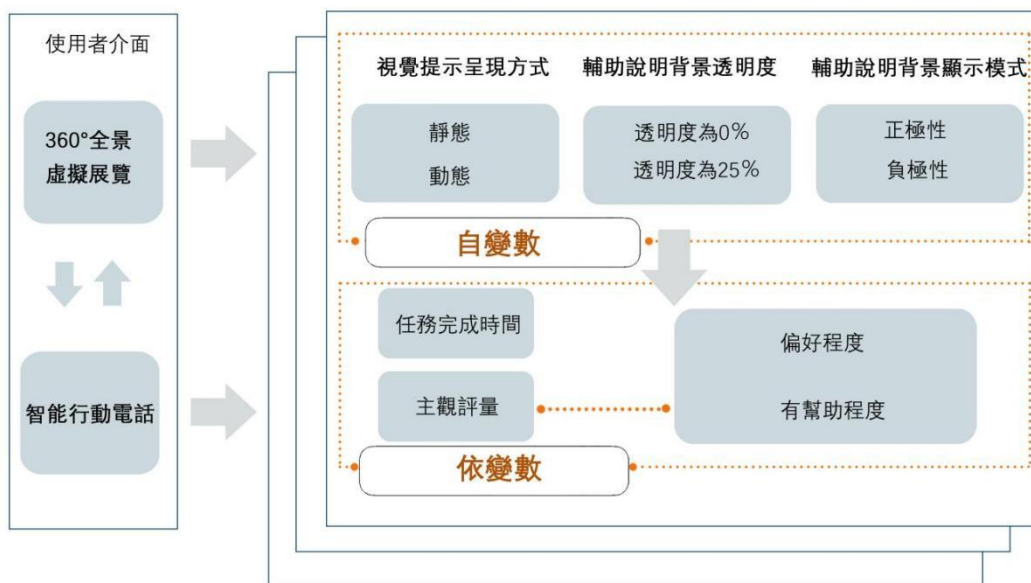 使用者介面
360°全景
虛擬展覽
智能行動電話
視覺提示呈現方式
輔助說明背景透明度
輔助說明背景顯示模式
靜態
動態
透明度為0%
透明度為25%
正極性
負極性
自變數
任務完成時間
主觀評量
偏好程度
有幫助程度
依變數